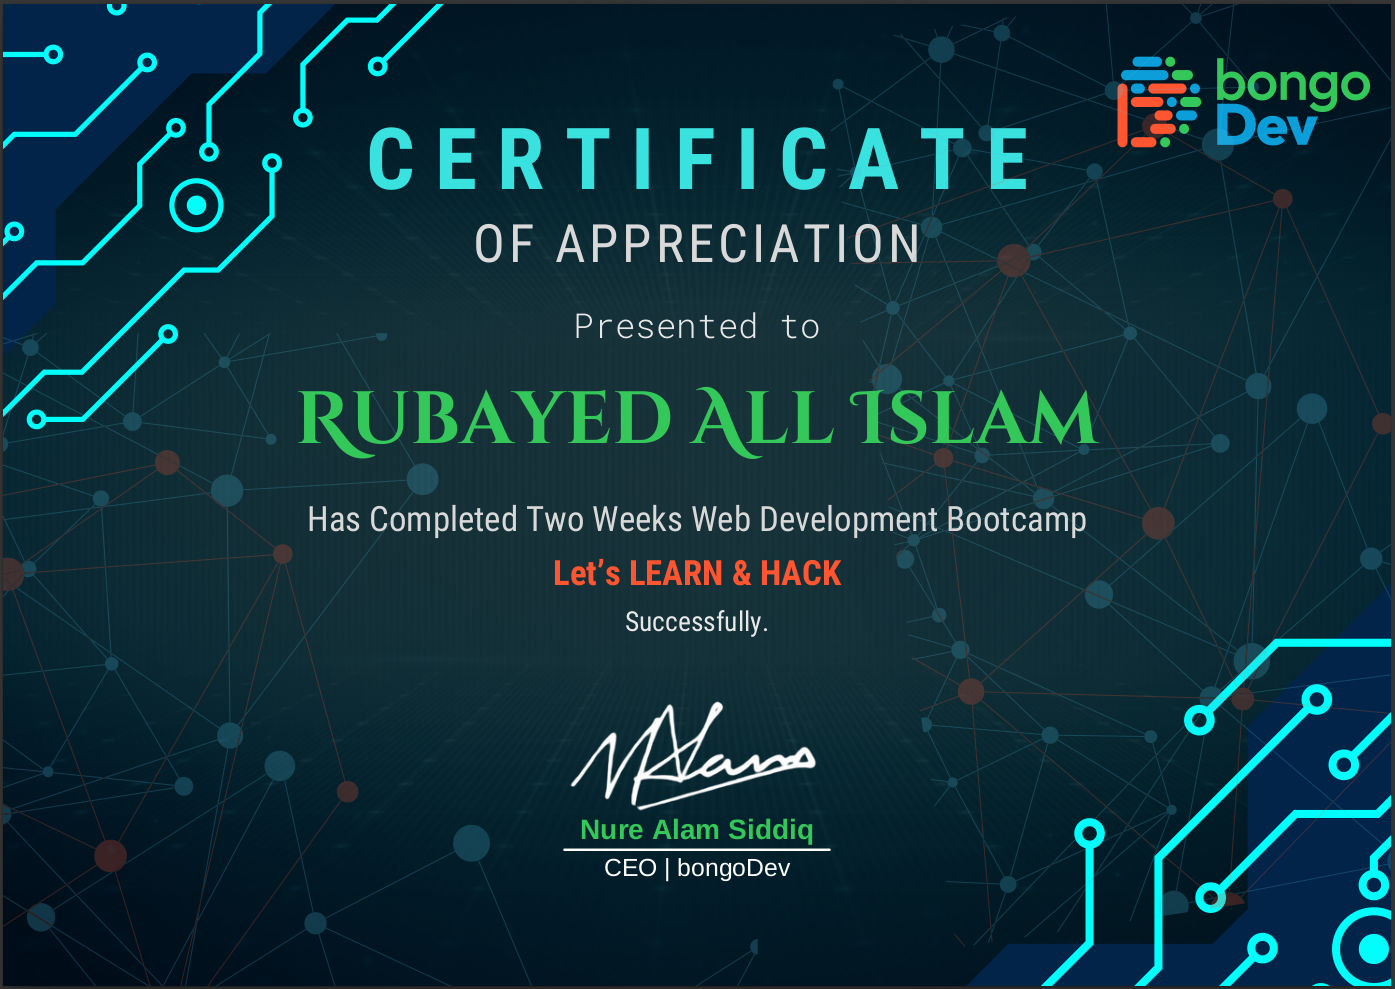 bongo
Dev
CERTIFICATE
OF APPRECIATION
Presented to
RUBAYED ALL ISLAM
Has Completed Two Weeks Web Development Bootcamp
Let’s LEARN & HACK
Successfully.
Nure Alam Siddiq
CEO | bongoDev